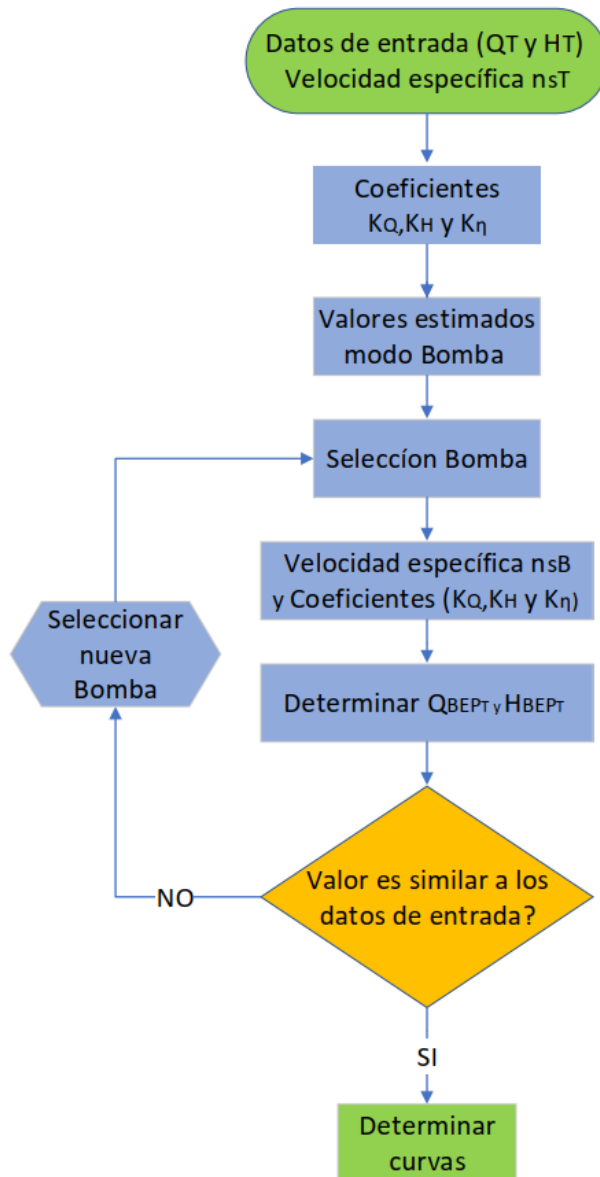 Datos de entrada (QT y HT)
Velocidad específica nsT
Coeficientes
KQ,KH y Kη
Valores estimados
modo Bomba
Seleccíon Bomba
Velocidad específica nsB
y Coeficientes (KQ,KH y Kη)
Seleccionar
nueva
Bomba
Determinar QBEPT y HBEPT
Valor es similar a los
datos de entrada?
NO
SI
Determinar
curvas